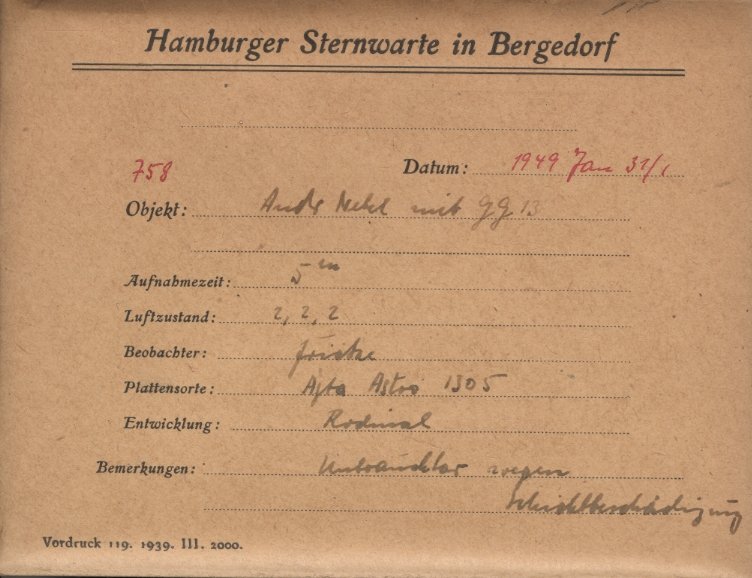 Hamburger Sternwarte in Bergedorf
758
Datum: 1949 Jan 31/1
Objekt: Andr Nebel mit GG 13
Aufnahmezeit: 5 m
Luftzustand: 2, 2, 2
Beobachter: Fricke
Plattensorte: Agfa Astro 1305
Entwicklung: Rodinal
Bemerkungen: Unbrauchbar wegen
Schichtbeschädigung
Vordruck 119. 1939. III. 2000.